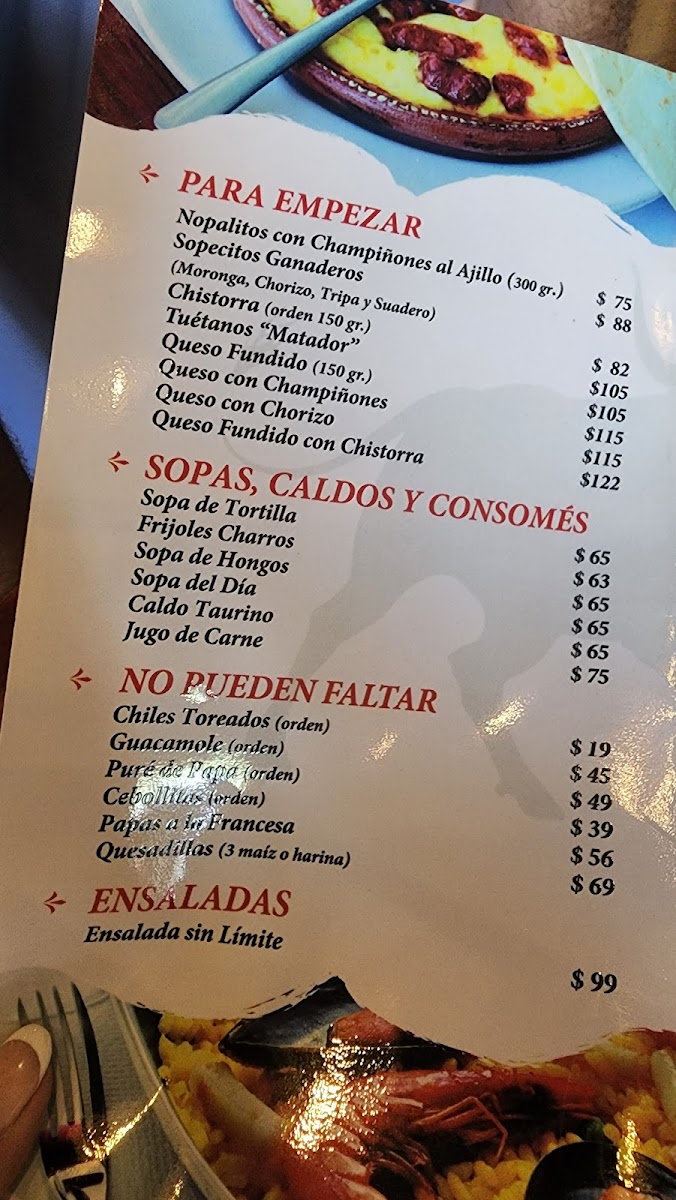 PARA EMPEZAR
Nopalitos con Champiñones al Ajillo (300 gr.) $ 75
Sopecitos Ganaderos $ 88
(Moronga, Chorizo, Tripa y Suadero)
Chistorra (orden 150 gr.) $ 82
Tuétanos “Matador” $105
Queso Fundido (150 gr.) $105
Queso con Champiñones $115
Queso con Chorizo $115
Queso Fundido con Chistorra $122
SOPAS, CALDOS Y CONSOMÉS
Sopa de Tortilla $ 65
Frijoles Charros $ 63
Sopa de Hongos $ 65
Sopa del Día $ 65
Caldo Taurino $ 65
Jugo de Carne $ 75
NO PUEDEN FALTAR
Chiles Toreados (orden) $ 19
Guacamole (orden) $ 45
Puré de Papa (orden) $ 49
Cebollitas (orden) $ 39
Papas a la Francesa $ 56
Quesadillas (3 maíz o harina) $ 69
ENSALADAS
Ensalada sin Límite $ 99